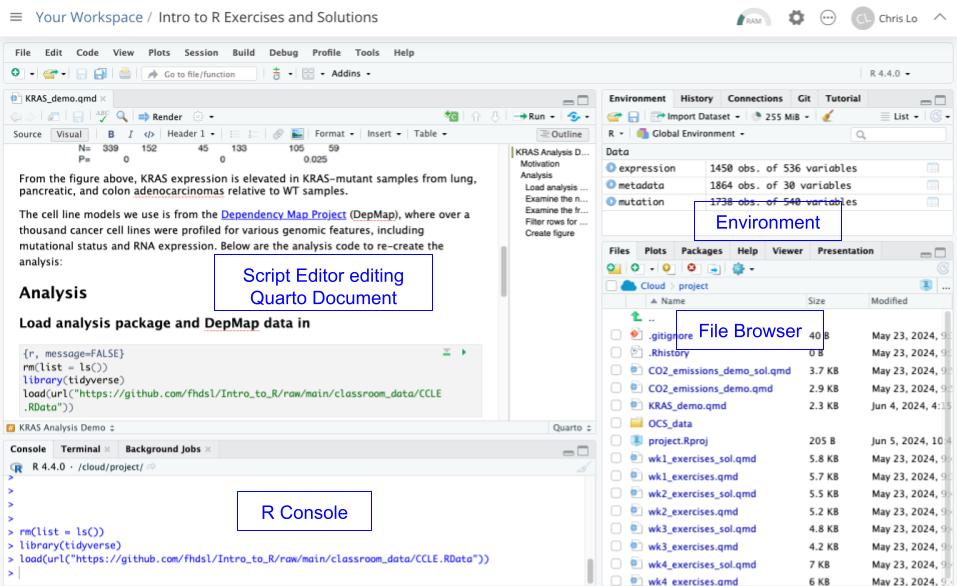 Your Workspace / Intro to R Exercises and Solutions
RAM
CL Chris Lo
File Edit Code View Plots Session Build Debug Profile Tools Help
Go to file/function
Addins
R 4.4.0
KRAS_demo.qmd
ABC
Render
Run
Source Visual B I </> Header 1 Format Insert Table Outline
N= 339 152 45 133 105 59
P= 0 0 0.025
From the figure above, KRAS expression is elevated in KRAS-mutant samples from lung,
pancreatic, and colon adenocarcinomas relative to WT samples.
The cell line models we use is from the Dependency Map Project (DepMap), where over a
thousand cancer cell lines were profiled for various genomic features, including
mutational status and RNA expression. Below are the analysis code to re-create the
analysis:
Script Editor editing
Quarto Document
Analysis
Load analysis package and DepMap data in
{r, message=FALSE}
rm(list = ls())
library(tidyverse)
load(url("https://github.com/fhdsl/Intro_to_R/raw/main/classroom_data/CCLE
.RData"))
KRAS Analysis Demo
Quarto
KRAS Analysis D...
Motivation
Analysis
Load analysis ...
Examine the n...
Examine the fr...
Filter rows for ...
Create figure
Console Terminal Background Jobs
R 4.4.0 · /cloud/project/
>
>
>
>
R Console
> rm(list = ls())
> library(tidyverse)
> load(url("https://github.com/fhdsl/Intro_to_R/raw/main/classroom_data/CCLE.RData"))
>
Environment History Connections Git Tutorial
Import Dataset 255 MiB List
R Global Environment
Data
expression 1450 obs. of 536 variables
metadata 1864 obs. of 30 variables
mutation 1738 obs. of 540 variables
Environment
Files Plots Packages Help Viewer Presentation
Cloud project ...
Name Size Modified
..
File Browser
.gitignore 40 B May 23, 2024, 9:
.Rhistory 0 B May 23, 2024, 9:
CO2_emissions_demo_sol.qmd 3.7 KB May 23, 2024, 9:
CO2_emissions_demo.qmd 2.9 KB May 23, 2024, 9:
KRAS_demo.qmd 2.3 KB Jun 4, 2024, 4:15
OCS_data
project.Rproj 205 B Jun 5, 2024, 10:4
wk1_exercises_sol.qmd 5.8 KB May 23, 2024, 9:
wk1_exercises.qmd 5.7 KB May 23, 2024, 9:
wk2_exercises_sol.qmd 5.5 KB May 23, 2024, 9:
wk2_exercises.qmd 5.2 KB May 23, 2024, 9:
wk3_exercises_sol.qmd 4.8 KB May 23, 2024, 9:
wk3_exercises.qmd 4.2 KB May 23, 2024, 9:
wk4_exercises_sol.qmd 7 KB May 23, 2024, 9:
wk4_exercises.qmd 6 KB May 23, 2024, 9: